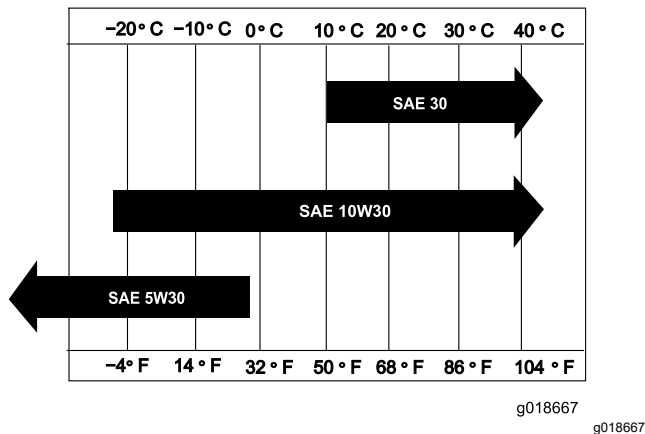 −20° C −10° C 0° C 10° C 20° C 30° C 40° C
SAE 30
SAE 10W30
SAE 5W30
−4° F 14° F 32° F 50° F 68° F 86° F 104° F
g018667
g018667